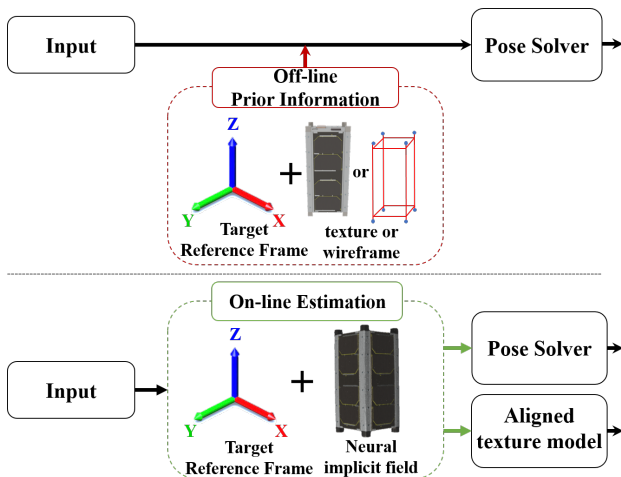 Input
Pose Solver
Off-line
Prior Information
Z
Y
X
+
or
Target
Reference Frame
texture or
wireframe
On-line Estimation
Input
Z
Y
X
+
Target
Reference Frame
Neural
implicit field
Pose Solver
Aligned
texture model